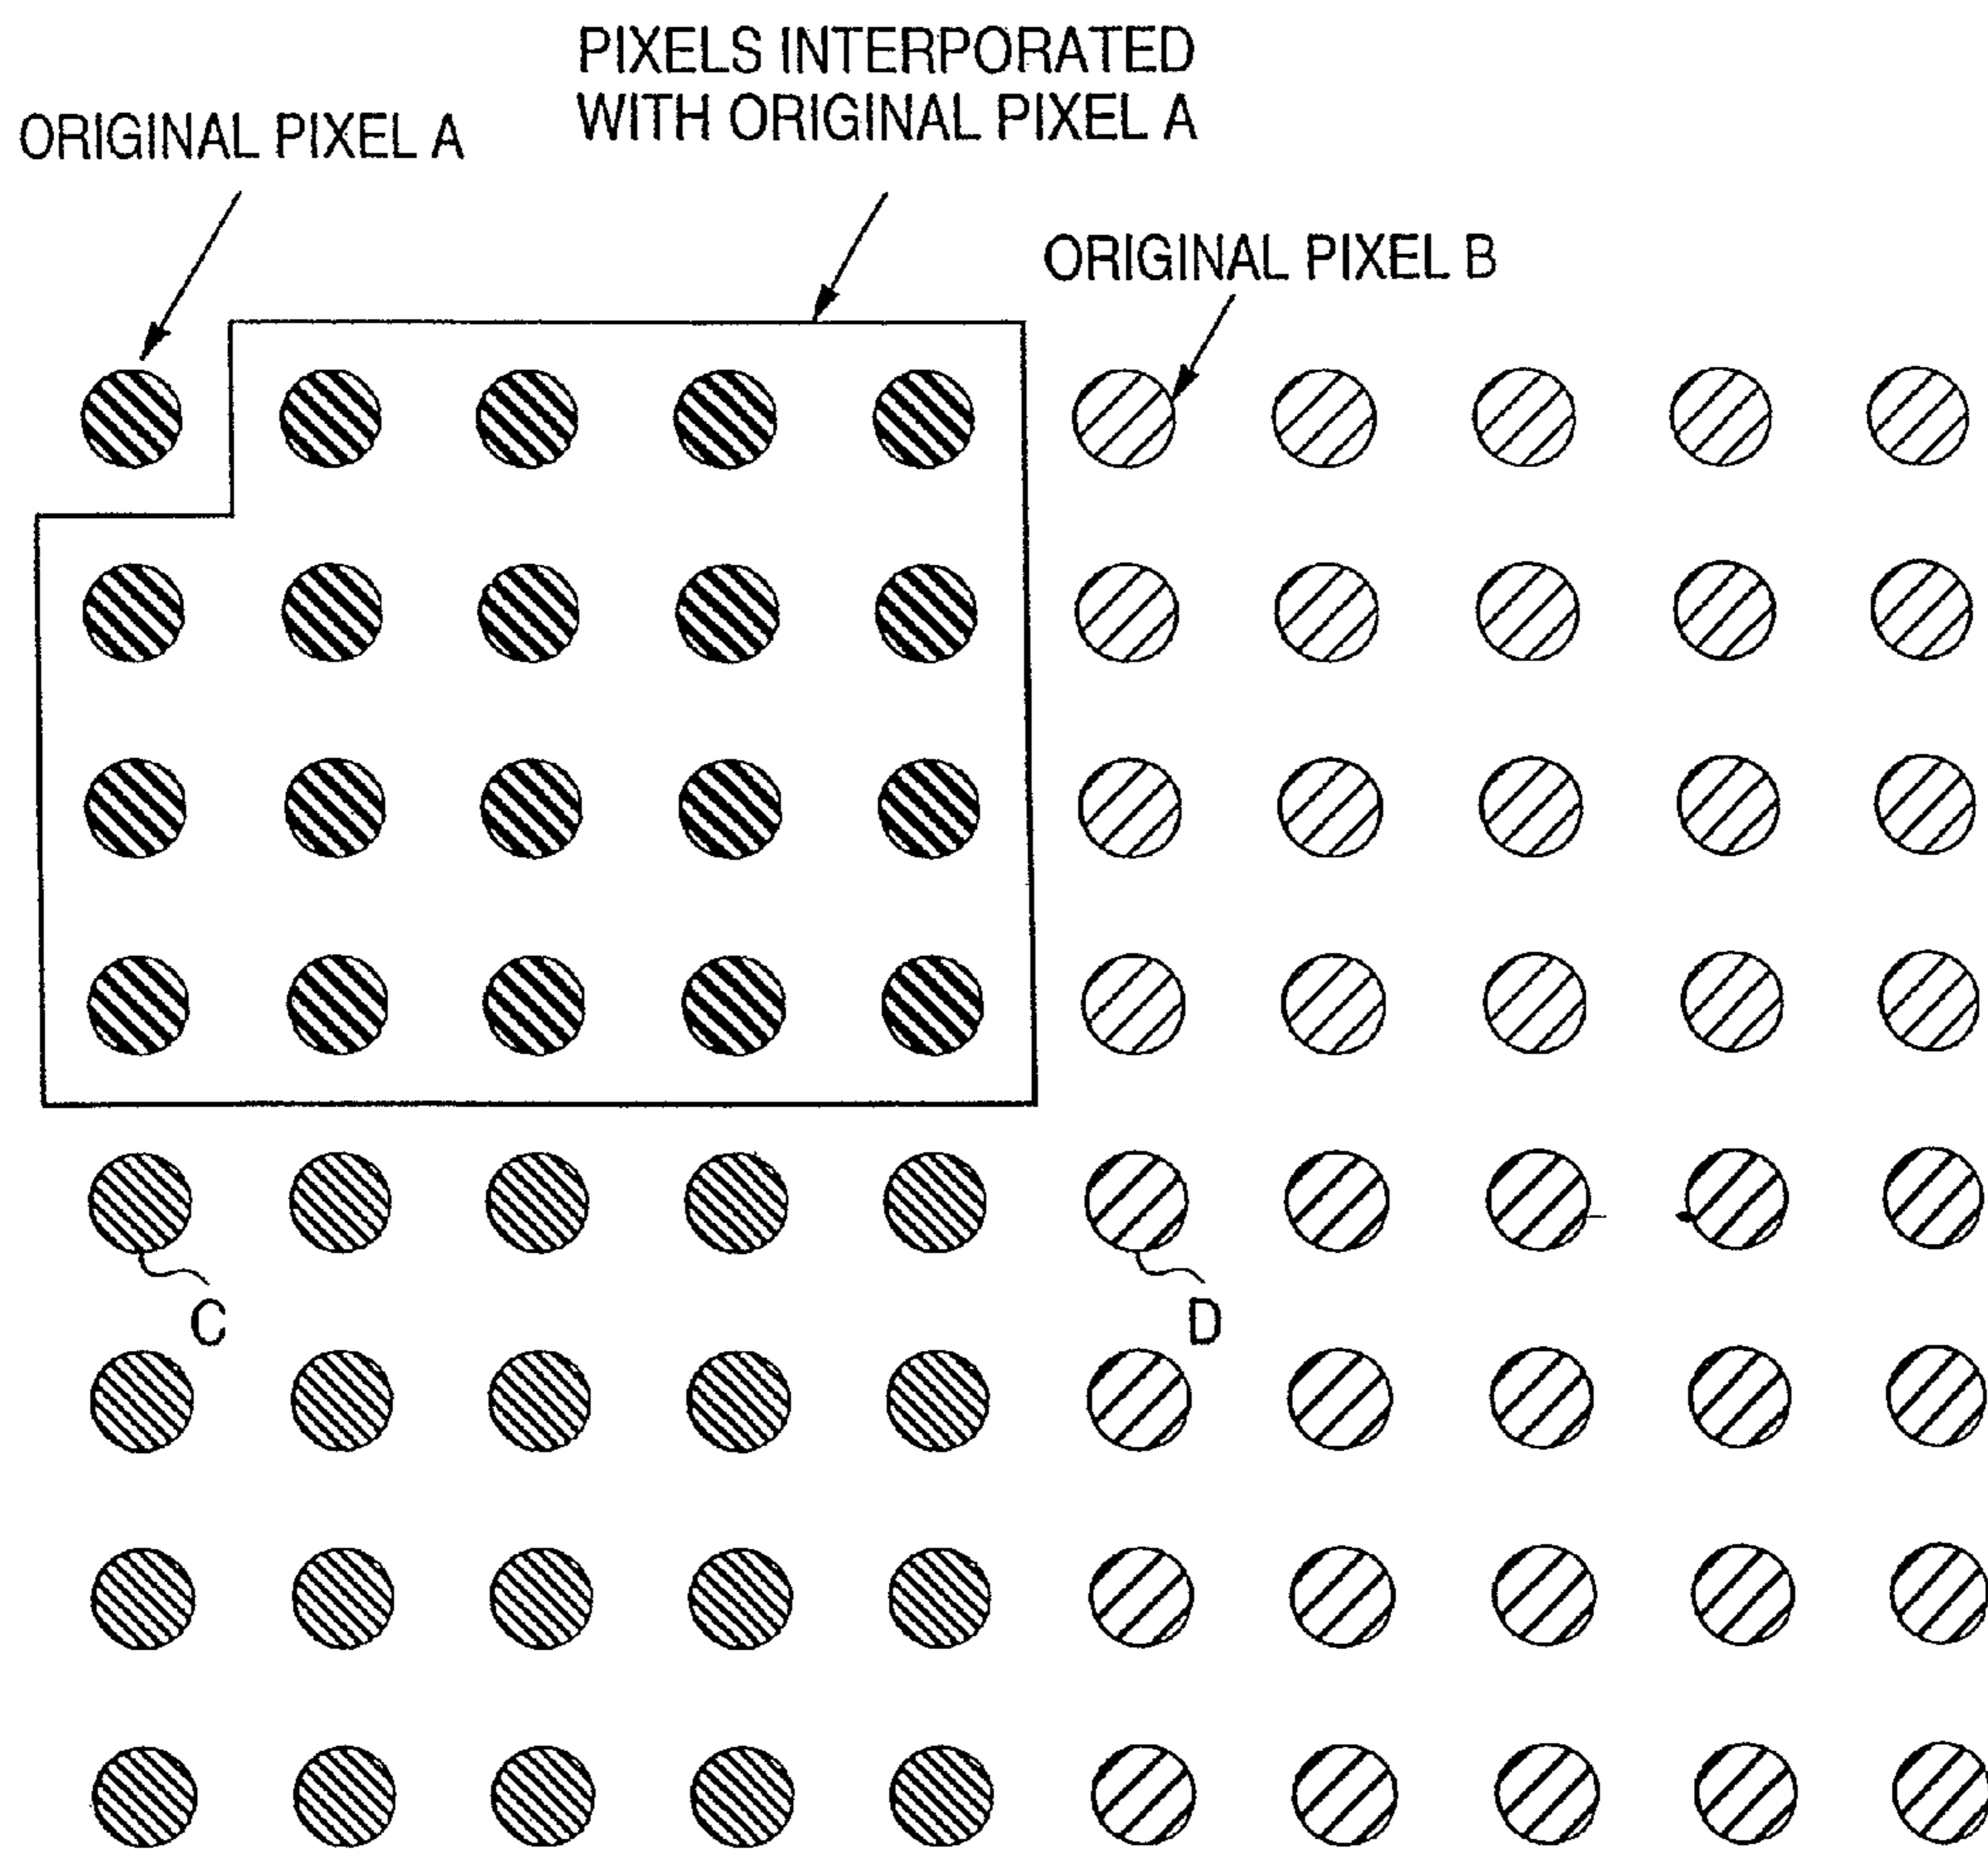 PIXELS INTERPORATED
WITH ORIGINAL PIXEL A
ORIGINAL PIXEL A
ORIGINAL PIXEL B
C
D